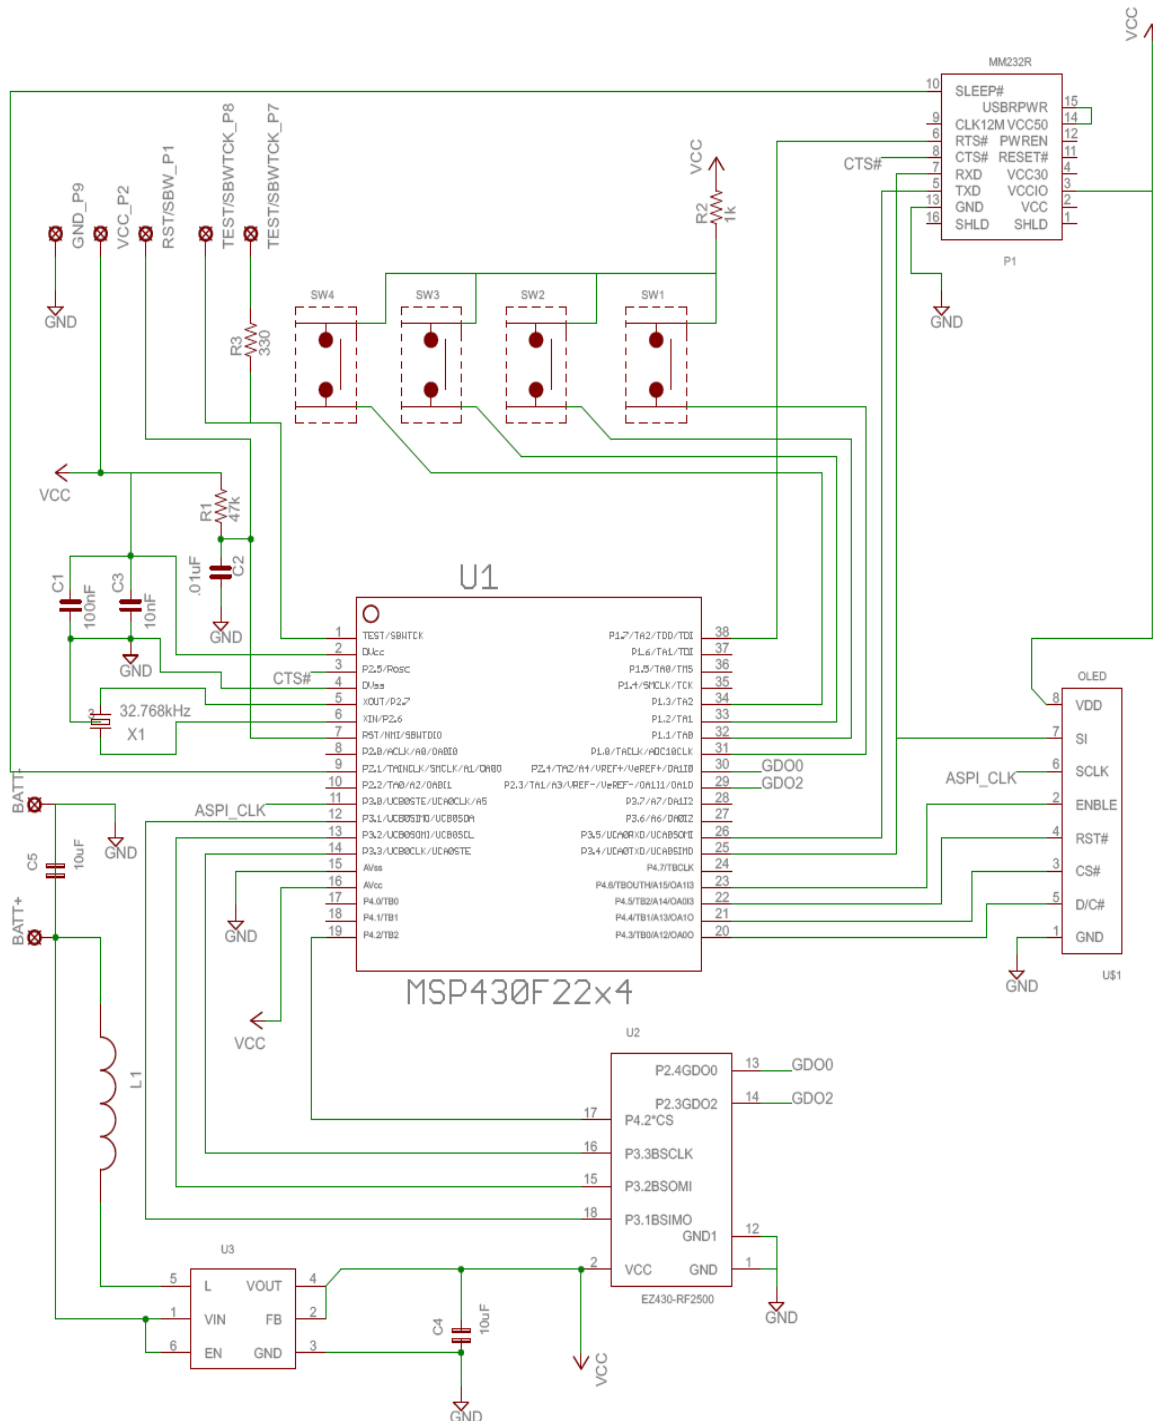 VCC
MM232R
10 SLEEP#
USBRPWR 15
9 CLK12M VCC50 14
6 RTS# PWREN 12
CTS# 8 CTS# RESET# 11
7 RXD VCC30 4
5 TXD VCCIO 3
13 GND VCC 2
16 SHLD SHLD 1
P1
GND
GND_P9
VCC_P2
RST/SBW_P1
TEST/SBWTCK_P8
TEST/SBWTCK_P7
GND
R3
330
VCC
R2
1k
SW4
SW3
SW2
SW1
VCC
R1
47k
C1
100nF
C3
10nF
.01uF
C2
GND
GND
CTS#
3
32.768kHz
X1
U1
1 TEST/SBWTCK
2 DVcc
3 P2.5/Rosc
4 DVss
5 XOUT/P2.7
6 XIN/P2.6
7 RST/NMI/SBWTDIO
8 P2.0/ACLK/A0/OA0I0
9 P2.1/TAINCLK/SMCLK/A1/OA0O
10 P2.2/TA0/A2/OA0I1
11 P3.0/UCB0STE/UCA0CLK/A5
12 P3.1/UCB0SIMO/UCB0SDA
13 P3.2/UCB0SOMI/UCB0SCL
14 P3.3/UCB0CLK/UCA0STE
15 AVss
16 AVcc
17 P4.0/TB0
18 P4.1/TB1
19 P4.2/TB2
P1.7/TA2/TDO/TDI 38
P1.6/TA1/TDI 37
P1.5/TA0/TMS 36
P1.4/SMCLK/TCK 35
P1.3/TA2 34
P1.2/TA1 33
P1.1/TA0 32
P1.0/TACLK/ADC10CLK 31
P2.4/TA2/A4/VREF+/VeREF+/OA1I0 30 GDO0
P2.3/TA1/A3/VREF-/VeREF-/OA1I1/OA1O 29 GDO2
P3.7/A7/OA1I2 28
P3.6/A6/OA0I2 27
P3.5/UCA0RXD/UCA0SOMI 26
P3.4/UCA0TXD/UCA0SIMO 25
P4.7/TBCLK 24
P4.6/TBOUTH/A15/OA1I3 23
P4.5/TB2/A14/OA0I3 22
P4.4/TB1/A13/OA1O 21
P4.3/TB0/A12/OA0O 20
MSP430F22x4
ASPI_CLK
GND
VCC
BATT-
GND
C5
10uF
BATT+
L1
OLED
8 VDD
7 SI
ASPI_CLK 6 SCLK
2 ENABLE
4 RST#
3 CS#
5 D/C#
1 GND
U$1
GND
U2
P2.4GDO0 13 GDO0
P2.3GDO2 14 GDO2
17 P4.2*CS
16 P3.3BSCLK
15 P3.2BSOMI
18 P3.1BSIMO
GND1 12
2 VCC GND 1
EZ430-RF2500
GND
U3
5 L VOUT 4
1 VIN FB 2
6 EN GND 3
C4
10uF
VCC
GND